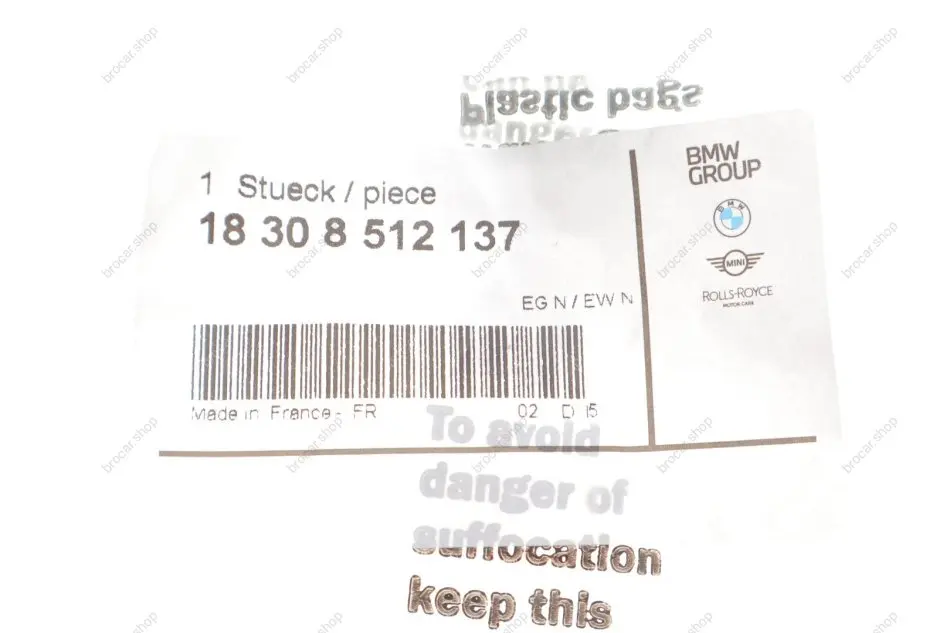 Plastic bags
1 Stueck / piece
18 30 8 512 137
EG N / EW N
Made in France - FR
02 D 15
BMW
GROUP
BMW
MINI
ROLLS-ROYCE
MOTOR CARS
To avoid
danger of
suffocation
keep this
brocar.shop